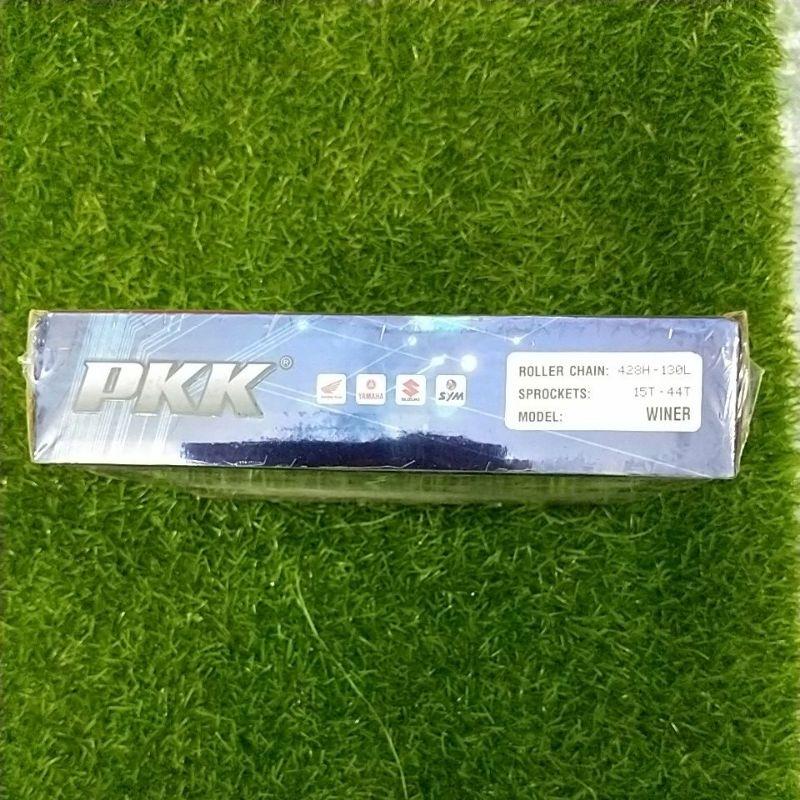 PKK®
YAMAHA
SUZUKI
SYM
ROLLER CHAIN: 428H-130L
SPROCKETS: 15T-44T
MODEL: WINER